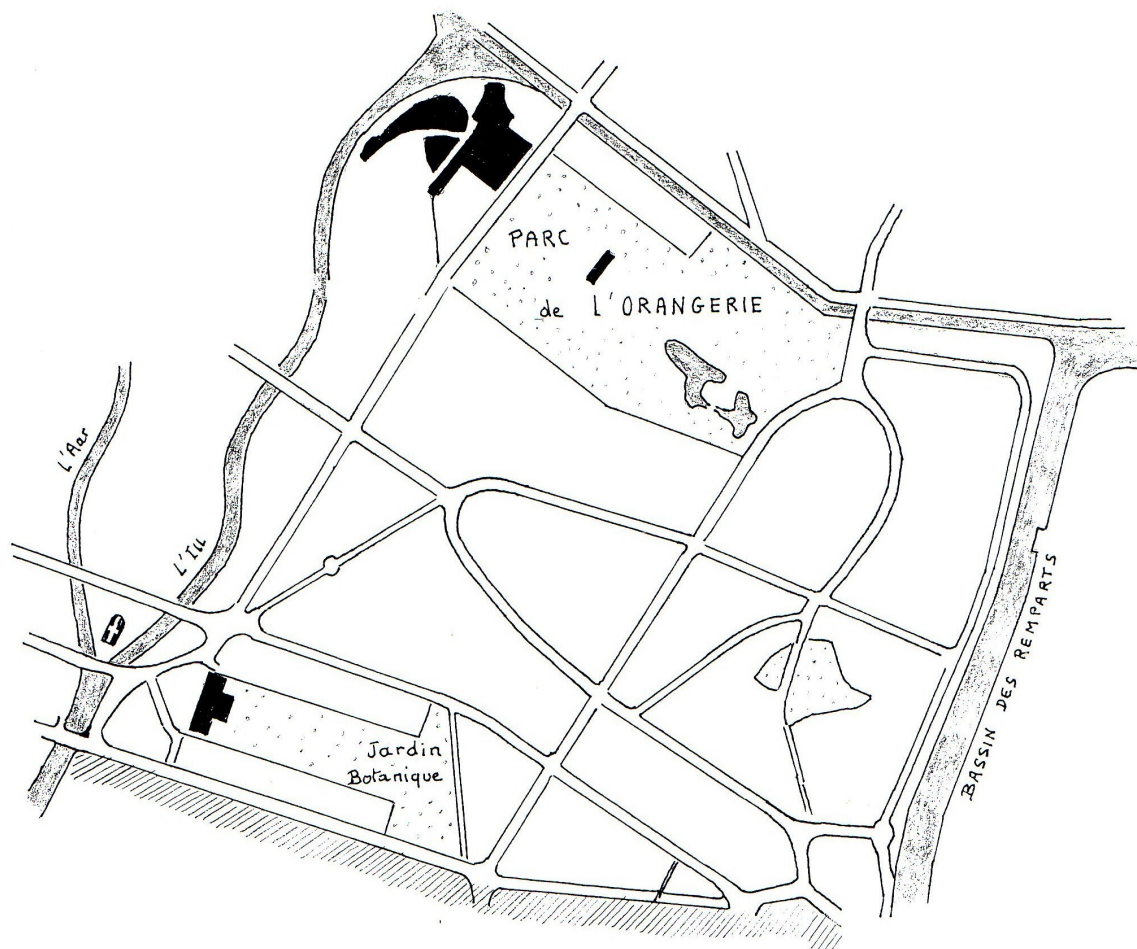 PARC
de L'ORANGERIE
L'Aar
L'Ill
BASSIN DES REMPARTS
Jardin
Botanique